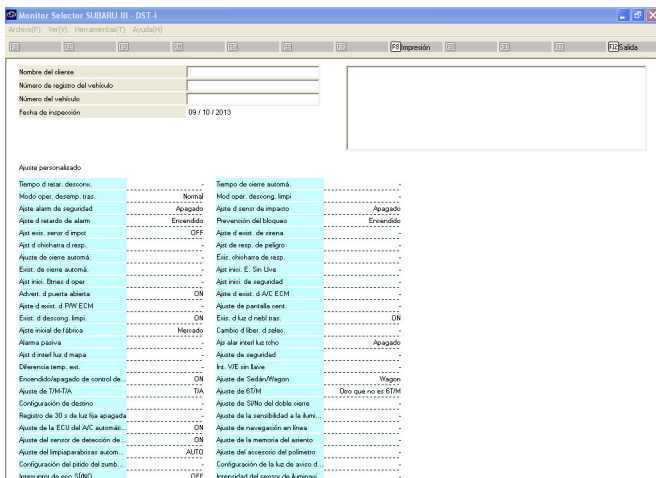 Monitor Selector SUBARU III - DST-i
Archivo(F) Ver(V) Herramientas(T) Ayuda(H)
F8 Impresión F12 Salida
Nombre del cliente
Número de registro del vehículo
Número del vehículo
Fecha de inspección 09 / 10 / 2013
Ajuste personalizado
Tiempo d retar. desconx. - Tiempo de cierre automá. -
Modo oper. desemp. tras. Normal Mod oper. descong. limpi -
Ajste alarm de seguridad Apagado Ajste d sensr de impacto Apagado
Ajste d retardo de alarm Encendido Prevención del bloqueo Encendido
Ajst exis. sensr d impct OFF Ajste d exist. de sirena -
Ajst d chicharra d resp. - Ajst de resp. de peligro -
Ajuste de cierre automá. - Exis. chicharra de resp. -
Exist. de cierre automá. - Ajst inici. E. Sin Llve -
Ajst inici. Btnes d oper - Ajst inici. de seguridad -
Advert. d puerta abierta ON Ajste d exist. d A/C ECM -
Ajste d exist. d P/W ECM - Ajuste de pantalla cent. -
Exist. d descong. limpi. ON Exis. d luz d nebl tras. ON
Ajste inicial de fábrica Mercado Cambio d liber. d selec. -
Alarma pasiva. - Ajs alar interl luz tcho Apagado
Ajst d interl luz d mapa - Ajuste de seguridad -
Diferencia temp. ext. - Int. V/E sin llave -
Encendido/apagado de control de... ON Ajuste de Sedán/Wagon Wagon
Ajuste de T/M-T/A T/A Ajuste de 6T/M Otro que no es 6T/M
Configuración de destino - Ajuste de Sí/No del doble cierre -
Registro de 30 s de luz fija apagada - Ajuste de la sensibilidad a la ilumi... -
Ajuste de la ECU del A/C automáti... ON Ajuste de navegación en línea -
Ajuste del sensor de detección de... ON Ajuste de la memoria del asiento -
Ajuste del limpiaparabrisas autom... AUTO Ajuste del accesorio del polímetro -
Configuración del pitido del zumb... - Configuración de la luz de aviso d... -
Interruptor de eco SÍ/NO OFF Intensidad del sensor de iluminaci... -